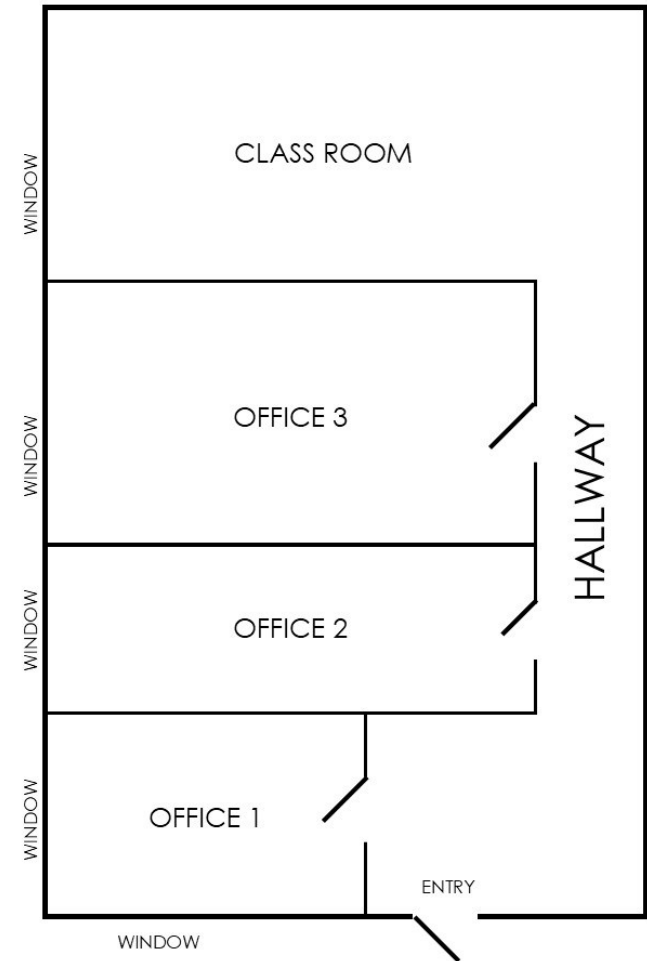 CLASS ROOM
WINDOW
OFFICE 3
WINDOW
HALLWAY
OFFICE 2
WINDOW
OFFICE 1
WINDOW
ENTRY
WINDOW